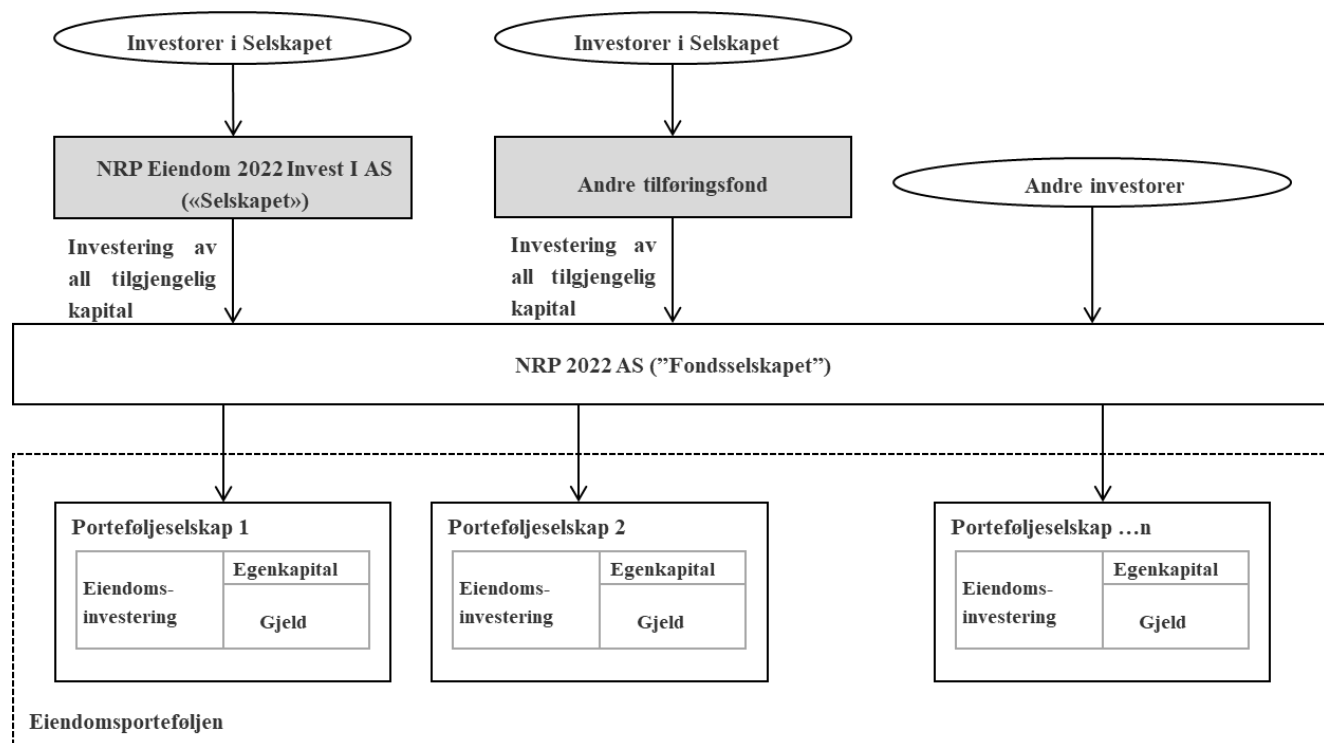 Investorer i Selskapet
Investorer i Selskapet
NRP Eiendom 2022 Invest I AS
(«Selskapet»)
Andre tilføringsfond
Andre investorer
Investering av
all tilgjengelig
kapital
Investering av
all tilgjengelig
kapital
NRP 2022 AS (”Fondsselskapet”)
Porteføljeselskap 1
Eiendoms-
investering
Egenkapital
Gjeld
Porteføljeselskap 2
Eiendoms-
investering
Egenkapital
Gjeld
Porteføljeselskap …n
Eiendoms-
investering
Egenkapital
Gjeld
Eiendomsporteføljen